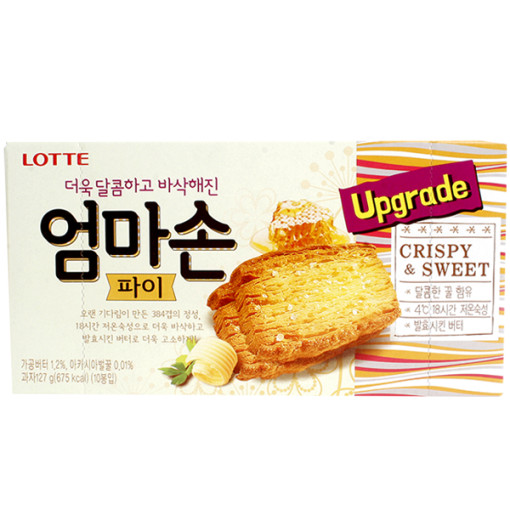 LOTTE
더욱 달콤하고 바삭해진
엄마손
파이
오랜 기다림이 만든 384겹의 정성,
18시간 저온숙성으로 더욱 바삭하고
발효시킨 버터로 더욱 고소하게!
가공버터 1.2%, 아카시아벌꿀 0.01%
과자127 g(675 kcal) (10봉입)
Upgrade
CRISPY
& SWEET
달콤한 꿀 함유
4℃ 18시간 저온숙성
발효시킨 버터